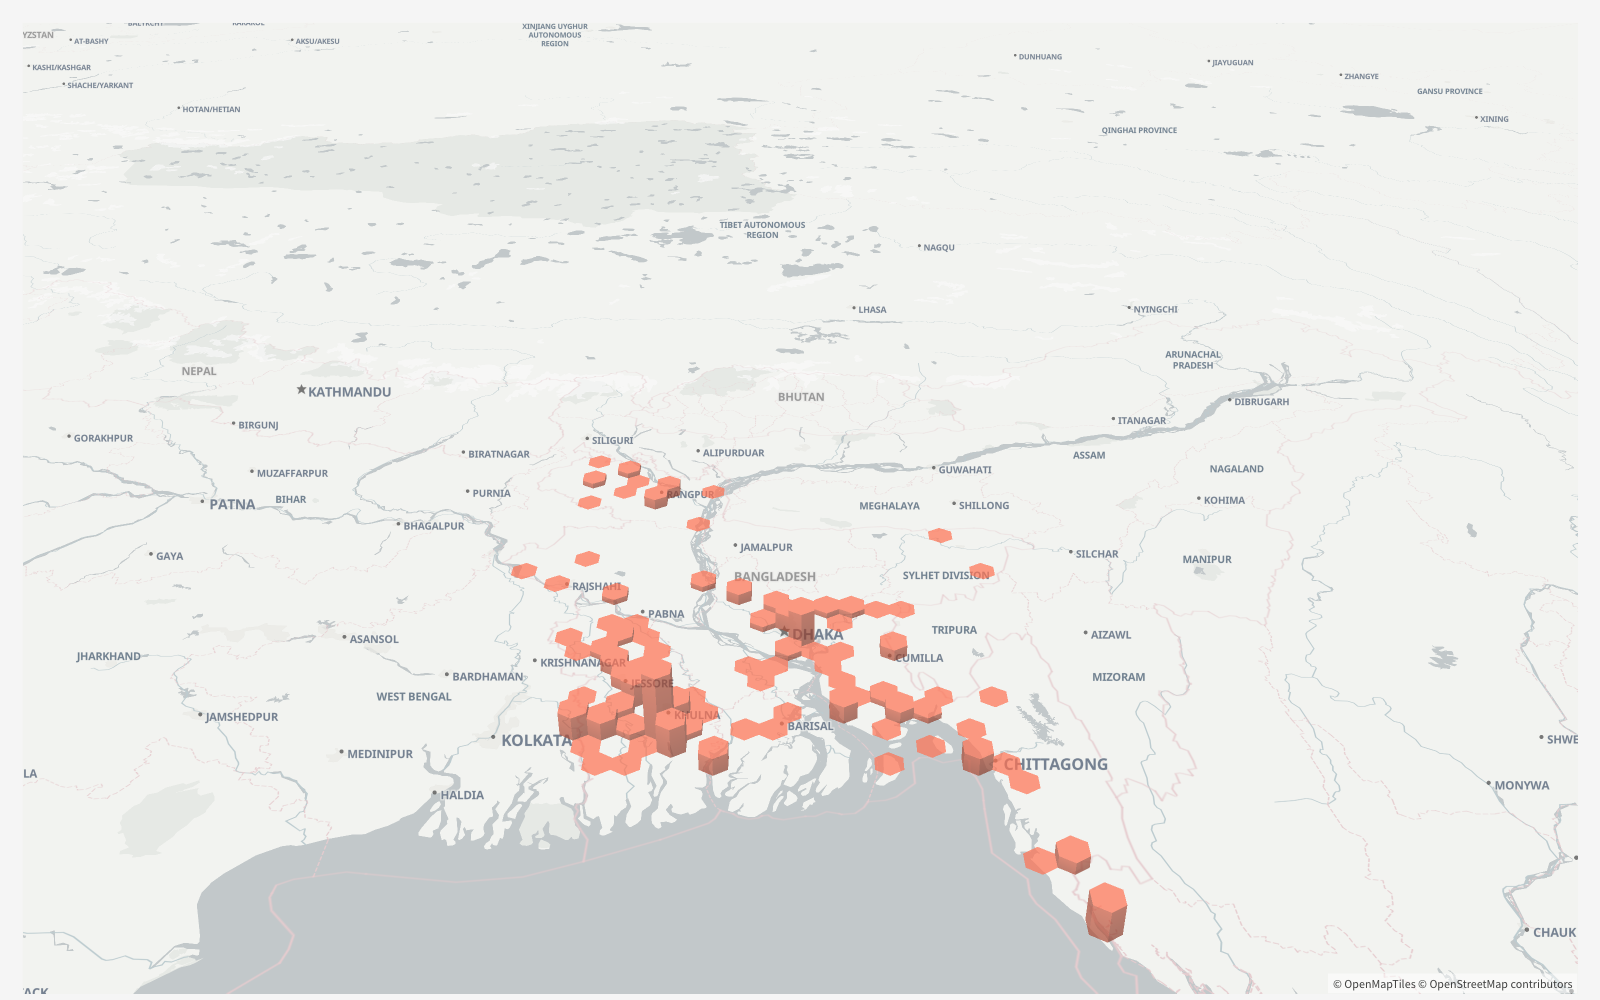 XINJIANG UYGHUR
AUTONOMOUS
REGION
YZSTAN
AT-BASHY
AKSU/AKESU
DUNHUANG
JIAYUGUAN
KASHI/KASHGAR
ZHANGYE
SHACHE/YARKANT
GANSU PROVINCE
HOTAN/HETIAN
XINING
QINGHAI PROVINCE
TIBET AUTONOMOUS
REGION
NAGQU
LHASA
NYINGCHI
ARUNACHAL
PRADESH
NEPAL
KATHMANDU
BHUTAN
DIBRUGARH
BIRGUNJ
ITANAGAR
GORAKHPUR
SILIGURI
BIRATNAGAR
ALIPURDUAR
ASSAM
MUZAFFARPUR
GUWAHATI
NAGALAND
PURNIA
RANGPUR
BIHAR
PATNA
KOHIMA
MEGHALAYA
SHILLONG
BHAGALPUR
JAMALPUR
GAYA
SILCHAR
MANIPUR
BANGLADESH
SYLHET DIVISION
RAJSHAHI
PABNA
DHAKA
TRIPURA
AIZAWL
ASANSOL
JHARKHAND
KRISHNANAGAR
CUMILLA
BARDHAMAN
MIZORAM
JESSORE
WEST BENGAL
JAMSHEDPUR
KHULNA
BARISAL
KOLKATA
SHWE
MEDINIPUR
CHITTAGONG
LA
MONYWA
HALDIA
CHAUK
ACK
© OpenMapTiles © OpenStreetMap contributors